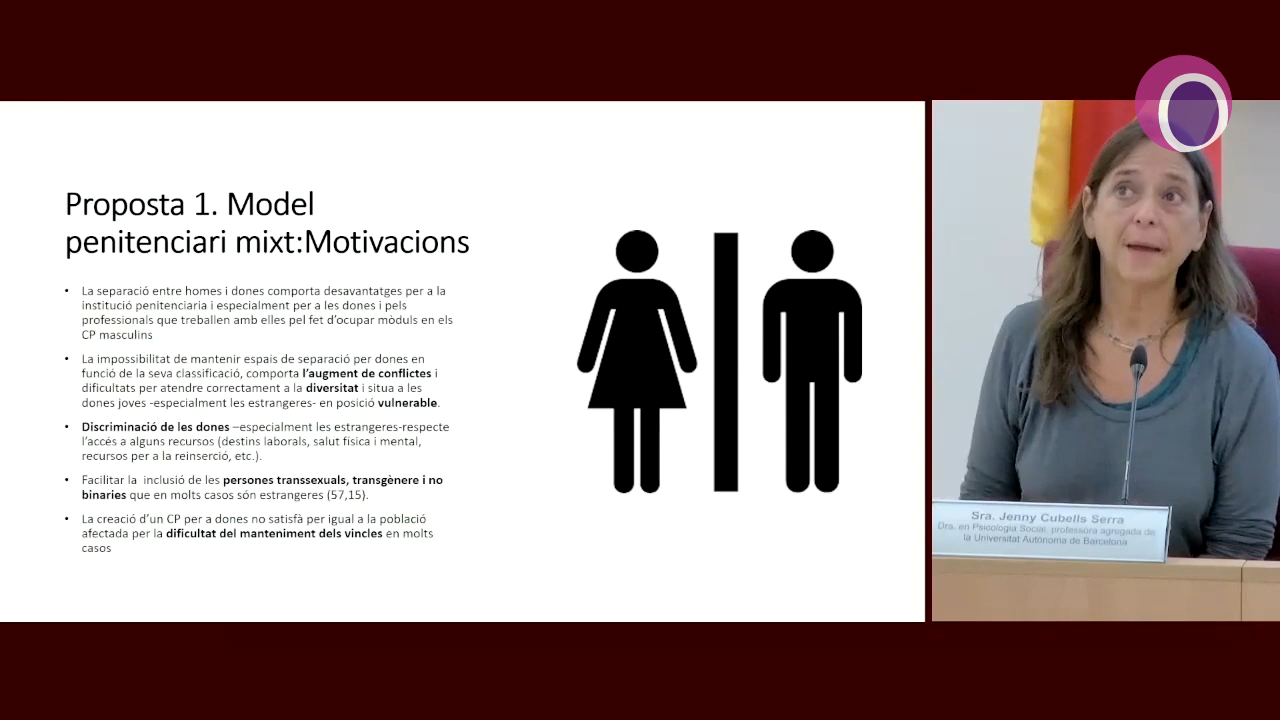 Proposta 1. Model
penitenciari mixt:Motivacions
• La separació entre homes i dones comporta desavantatges per a la
institució penitenciaria i especialment per a les dones i pels
professionals que treballen amb elles pel fet d'ocupar mòduls en els
CP masculins
• La impossibilitat de mantenir espais de separació per dones en
funció de la seva classificació, comporta l'augment de conflictes i
dificultats per atendre correctament a la diversitat i situa a les
dones joves -especialment les estrangeres- en posició vulnerable.
• Discriminació de les dones –especialment les estrangeres-respecte
l'accés a alguns recursos (destins laborals, salut física i mental,
recursos per a la reinserció, etc.).
• Facilitar la inclusió de les persones transsexuals, transgènere i no
binaries que en molts casos són estrangeres (57,15).
• La creació d'un CP per a dones no satisfà per igual a la població
afectada per la dificultat del manteniment dels vincles en molts
casos
Sra. Jenny Cubells Serra
Dra. en Psicologia Social, professora agregada de
la Universitat Autònoma de Barcelona